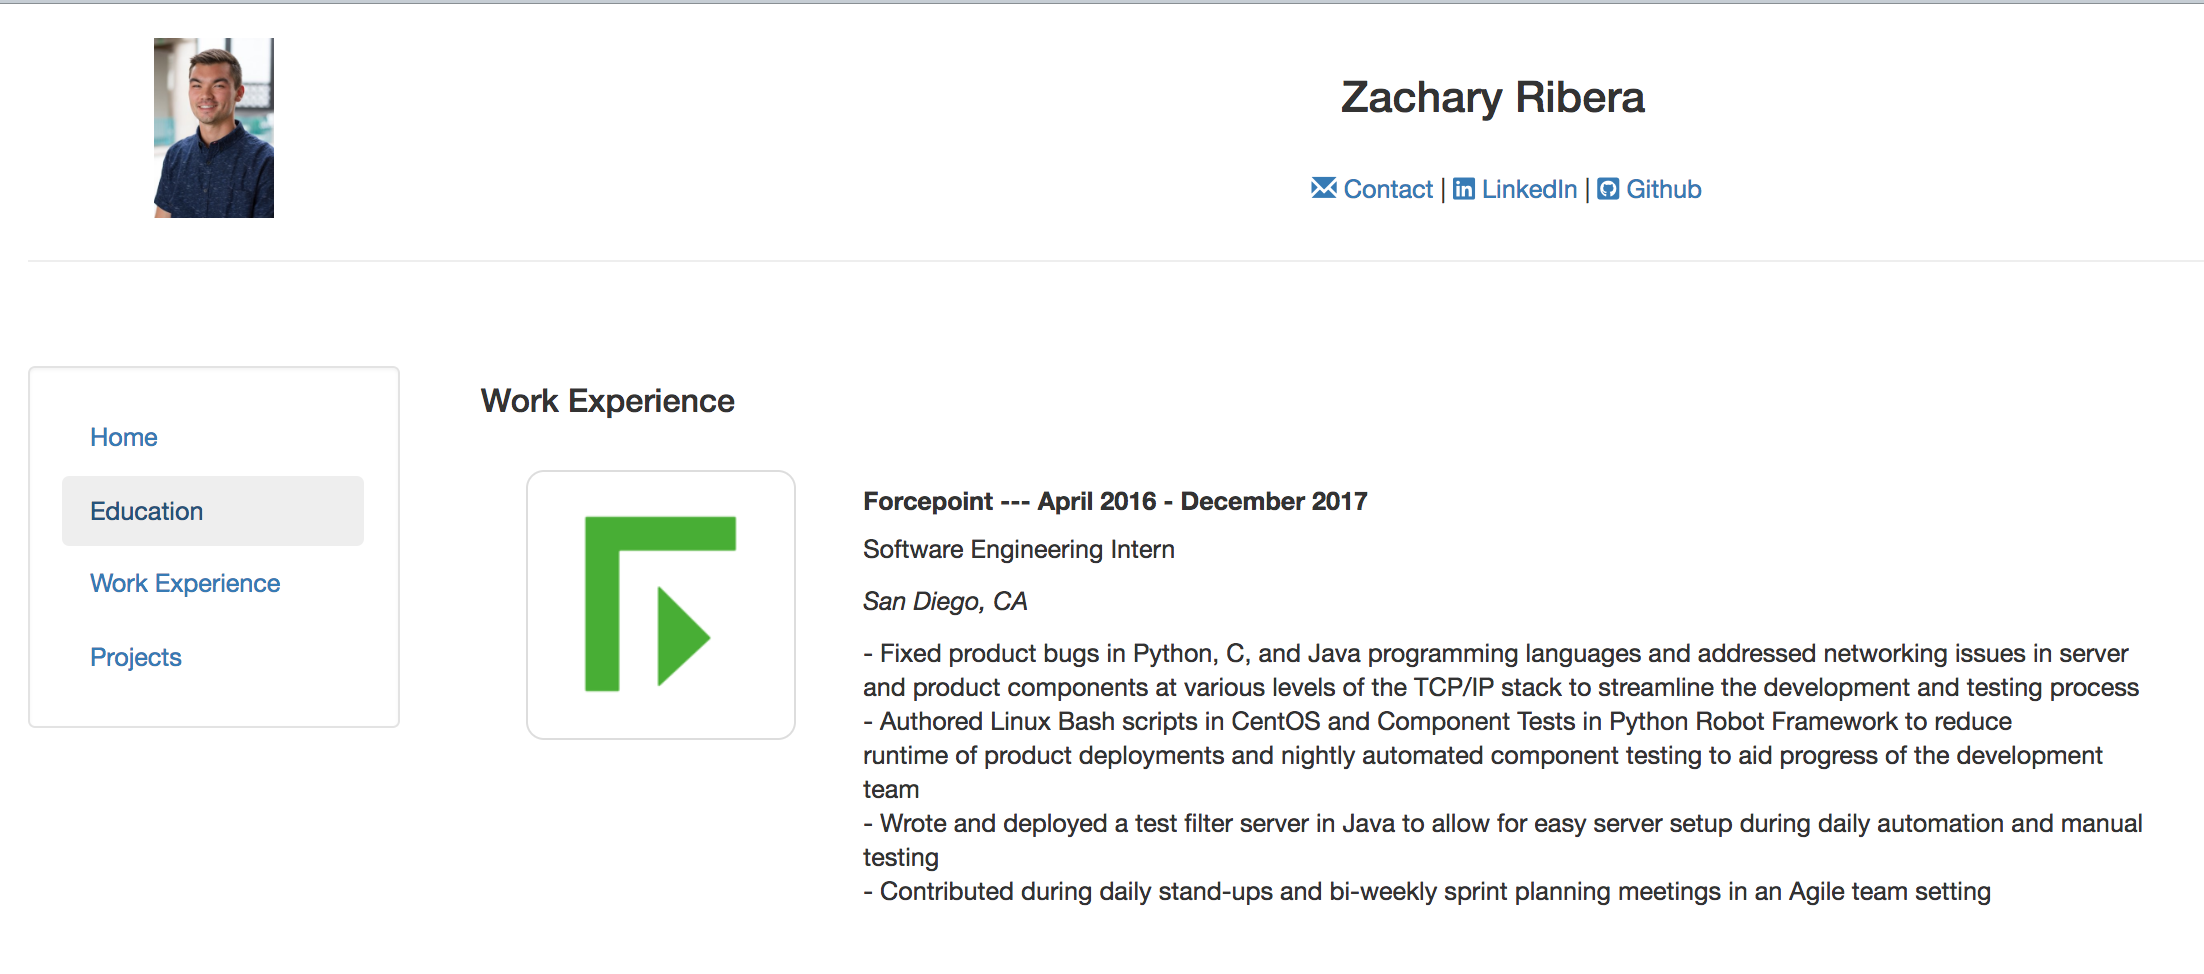 Zachary Ribera
Contact | LinkedIn | Github
Home
Education
Work Experience
Projects
Work Experience
Forcepoint --- April 2016 - December 2017
Software Engineering Intern
San Diego, CA
- Fixed product bugs in Python, C, and Java programming languages and addressed networking issues in server
and product components at various levels of the TCP/IP stack to streamline the development and testing process
- Authored Linux Bash scripts in CentOS and Component Tests in Python Robot Framework to reduce
runtime of product deployments and nightly automated component testing to aid progress of the development
team
- Wrote and deployed a test filter server in Java to allow for easy server setup during daily automation and manual
testing
- Contributed during daily stand-ups and bi-weekly sprint planning meetings in an Agile team setting